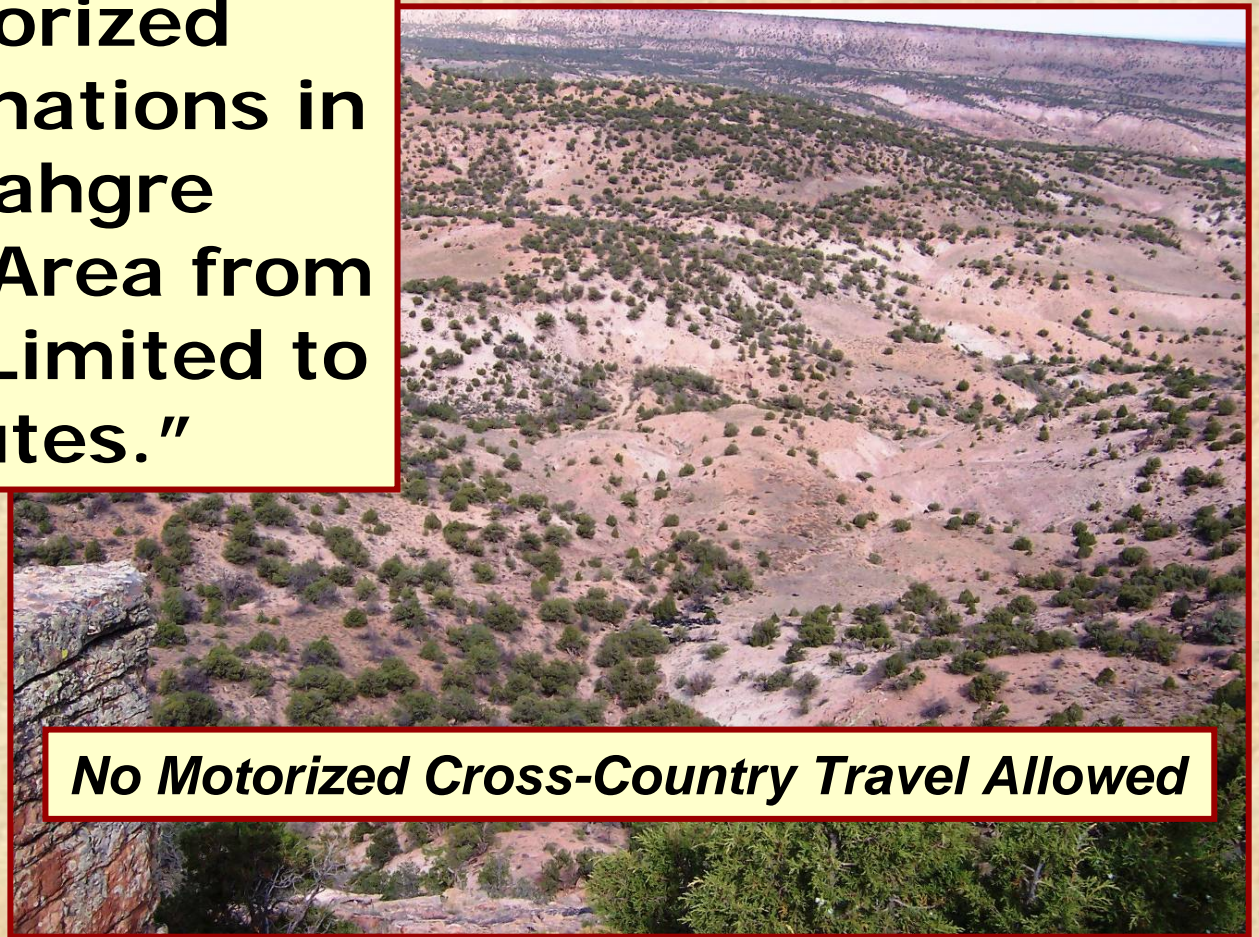 orized
nations in
ahgre
Area from
Limited to
utes."
No Motorized Cross-Country Travel Allowed